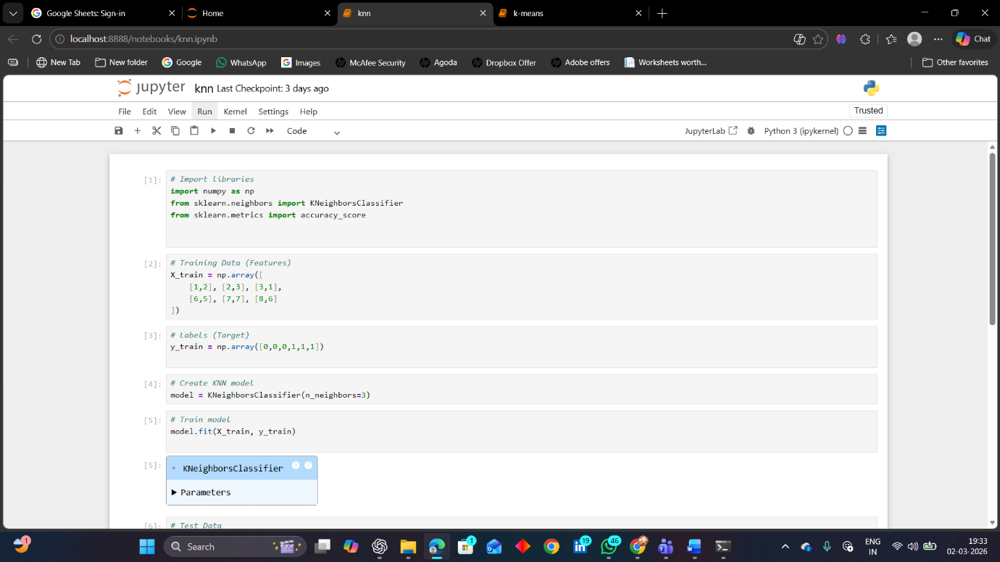 Google Sheets: Sign-in
Home
knn
k-means
localhost:8888/notebooks/knn.ipynb
Chat
New Tab
New folder
Google
WhatsApp
Images
McAfee Security
Agoda
Dropbox Offer
Adobe offers
Worksheets worth...
Other favorites
jupyter knn Last Checkpoint: 3 days ago
File Edit View Run Kernel Settings Help
Trusted
Code
JupyterLab
Python 3 (ipykernel)
[1]:
# Import libraries
import numpy as np
from sklearn.neighbors import KNeighborsClassifier
from sklearn.metrics import accuracy_score
[2]:
# Training Data (Features)
X_train = np.array([
[1,2], [2,3], [3,1],
[6,5], [7,7], [8,6]
])
[3]:
# Labels (Target)
y_train = np.array([0,0,0,1,1,1])
[4]:
# Create KNN model
model = KNeighborsClassifier(n_neighbors=3)
[5]:
# Train model
model.fit(X_train, y_train)
[5]:
KNeighborsClassifier
Parameters
[6]:
# Test Data
1
Search
1
19
46
ENG
IN
19:33
02-03-2026